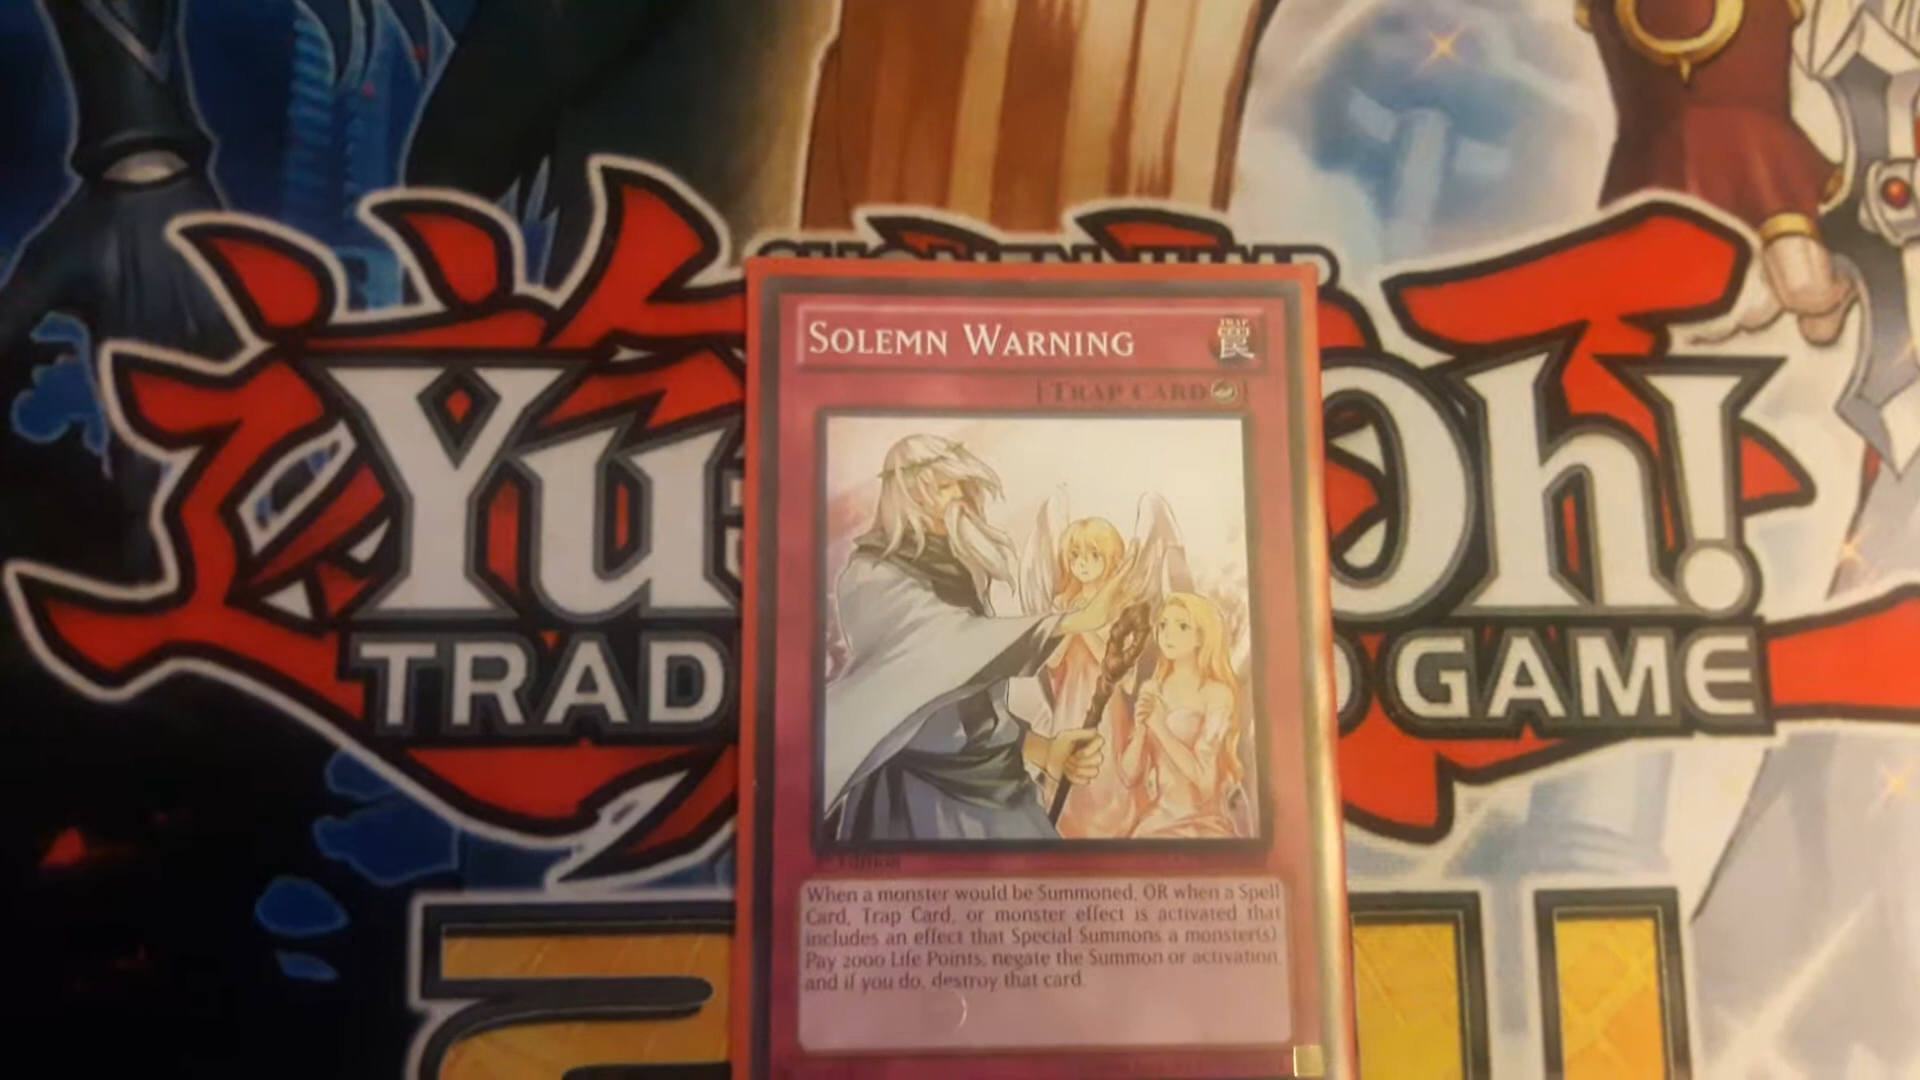 Yu Oh!
TRAD GAME
SOLEMN WARNING
[TRAP CARD]
Edition
When a monster would be Summoned, OR when a Spell
Card, Trap Card, or monster effect is activated that
includes an effect that Special Summons a monster(s):
Pay 2000 Life Points; negate the Summon or activation,
and if you do, destroy that card.